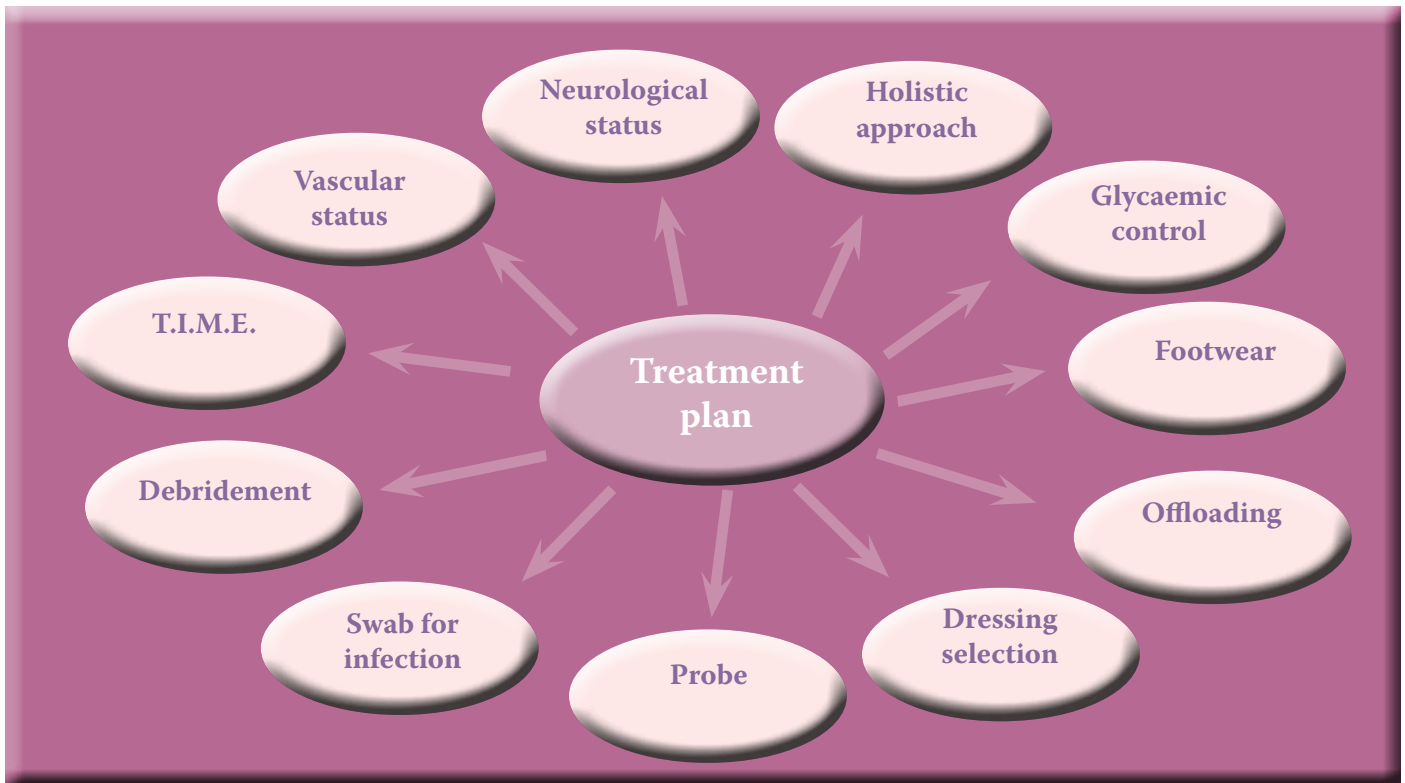 Neurological
status
Holistic
approach
Vascular
status
Glycaemic
control
T.I.M.E.
Footwear
Treatment
plan
Debridement
Offloading
Swab for
infection
Probe
Dressing
selection